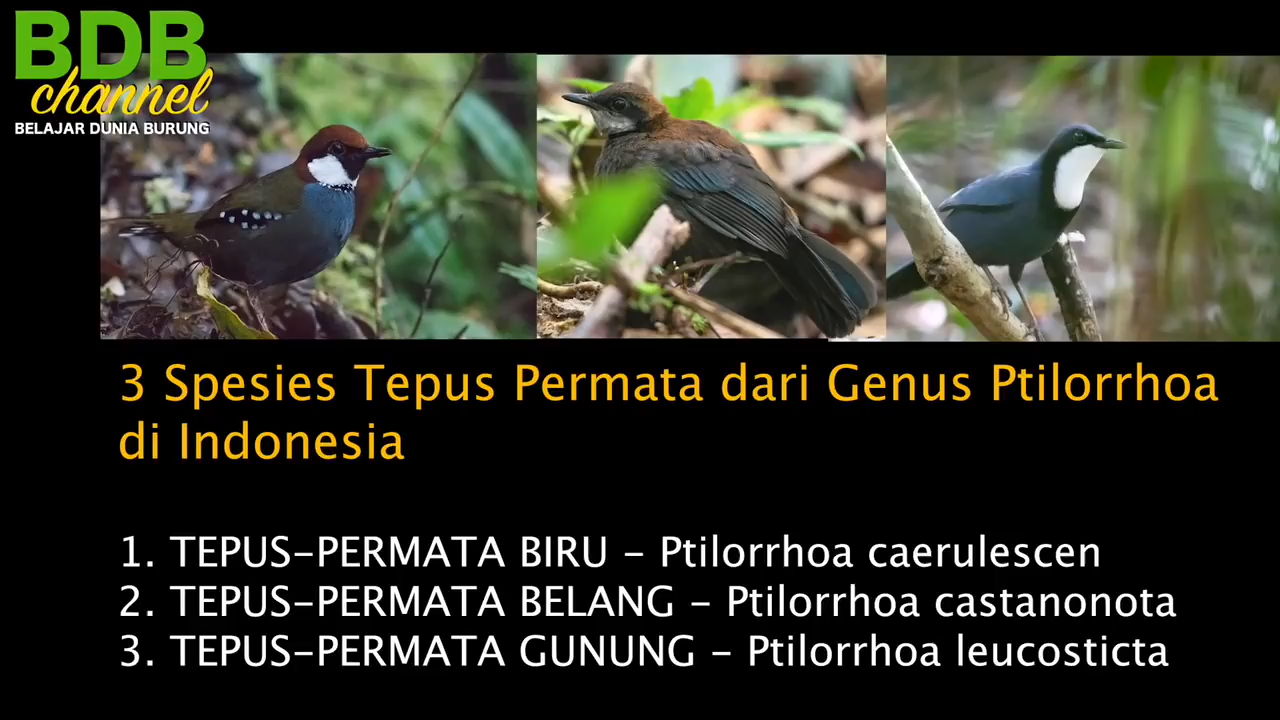 BDB
channel
BELAJAR DUNIA BURUNG
3 Spesies Tepus Permata dari Genus Ptilorrhoa
di Indonesia
1. TEPUS-PERMATA BIRU - Ptilorrhoa caerulescen
2. TEPUS-PERMATA BELANG - Ptilorrhoa castanonota
3. TEPUS-PERMATA GUNUNG - Ptilorrhoa leucosticta